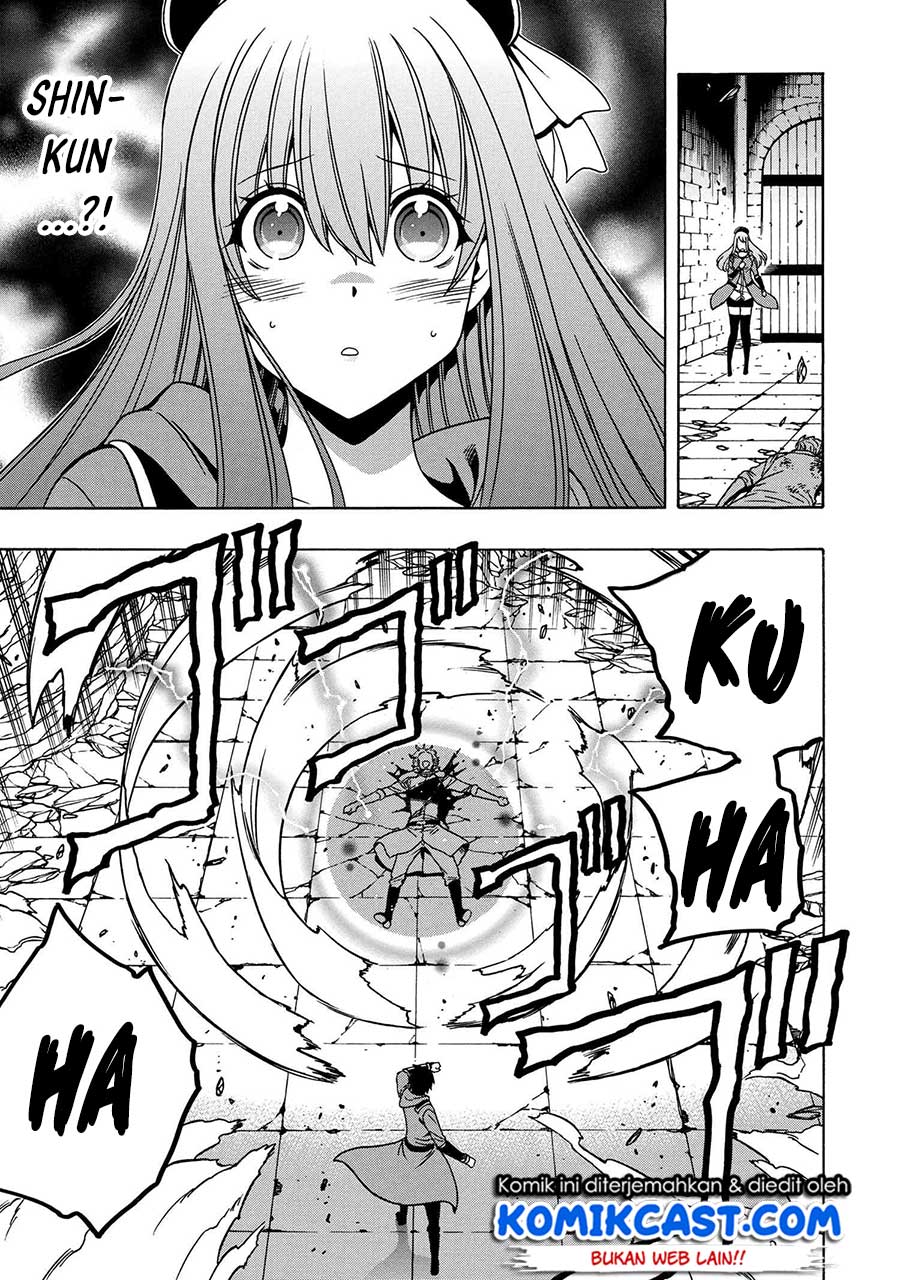 SHIN-
KUN
...?!
ゴゴゴゴ
KU
HA
HA
Komik ini diterjemahkan & diedit oleh
KOMIKCAST.COM
BUKAN WEB LAIN!!